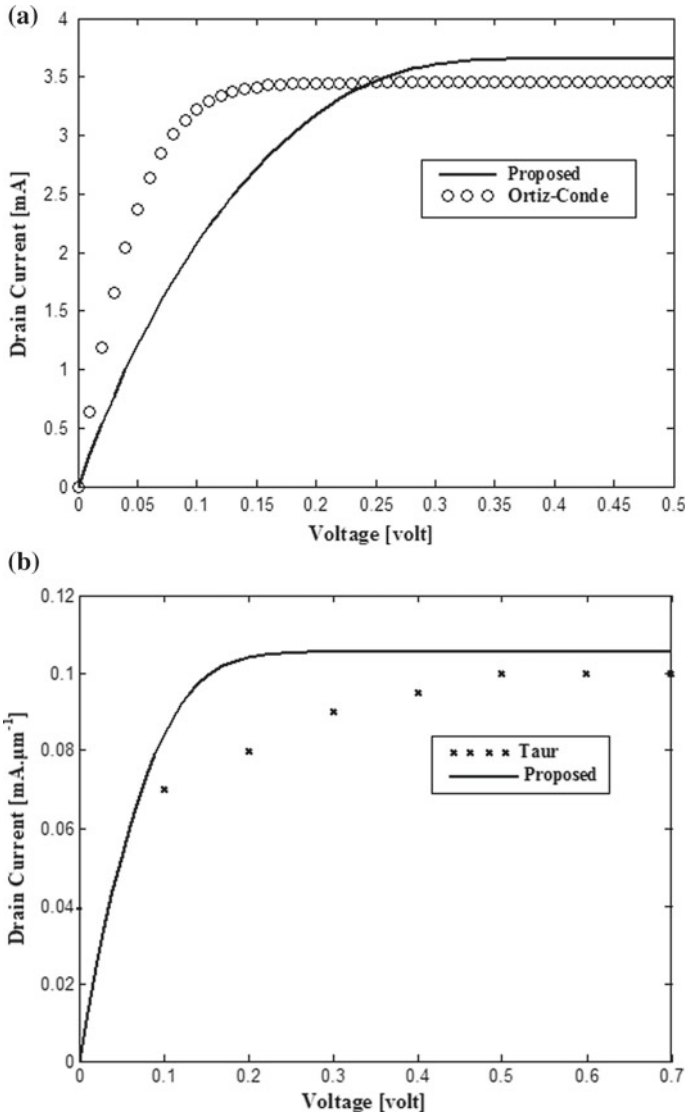 (a)
4
3.5
3
2.5
2
1.5
1
0.5
0
Drain Current [mA]
Proposed
Ortiz-Conde
0 0.05 0.1 0.15 0.2 0.25 0.3 0.35 0.4 0.45 0.5
Voltage [volt]
(b)
0.12
0.1
0.08
0.06
0.04
0.02
0
Drain Current [mA.µm⁻¹]
Taur
Proposed
0 0.1 0.2 0.3 0.4 0.5 0.6 0.7
Voltage [volt]